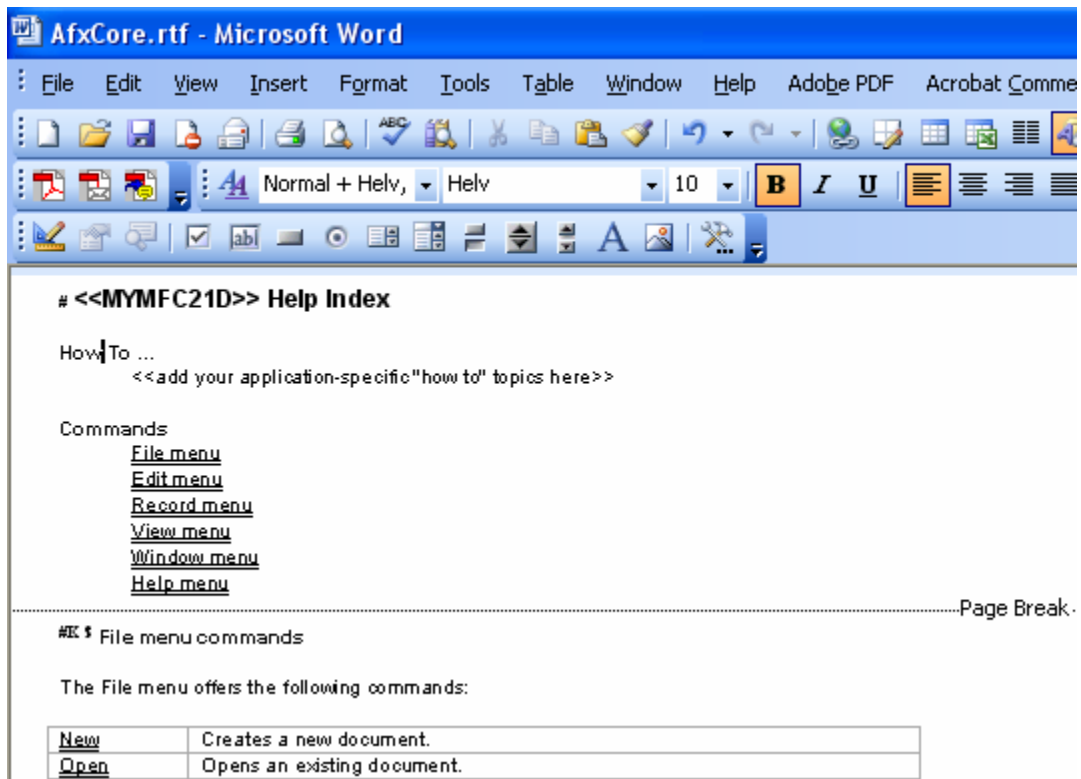 AfxCore.rtf - Microsoft Word
File Edit View Insert Format Tools Table Window Help Adobe PDF Acrobat Comme
ABC
Normal + Helv, Helv 10 B I U
abl A
# <<MYMFC21D>> Help Index
How To ...
<<add your application-specific "how to" topics here>>
Commands
File menu
Edit menu
Record menu
View menu
Window menu
Help menu
Page Break
#K $ File menu commands
The File menu offers the following commands:
New Creates a new document.
Open Opens an existing document.